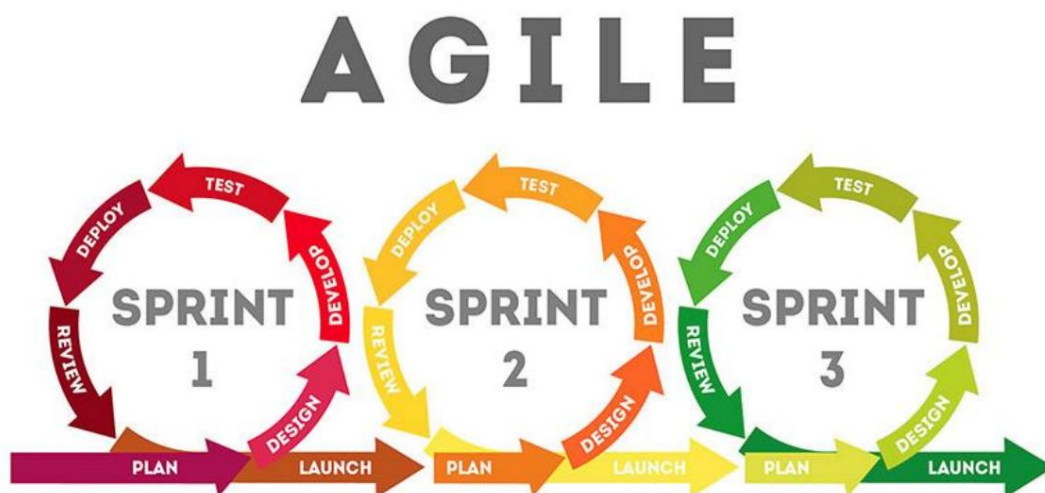 AGILE
TEST
DEPLOY
DEVELOP
SPRINT
1
REVIEW
DESIGN
PLAN
LAUNCH
TEST
DEPLOY
DEVELOP
SPRINT
2
REVIEW
DESIGN
PLAN
LAUNCH
TEST
DEPLOY
DEVELOP
SPRINT
3
REVIEW
DESIGN
PLAN
LAUNCH